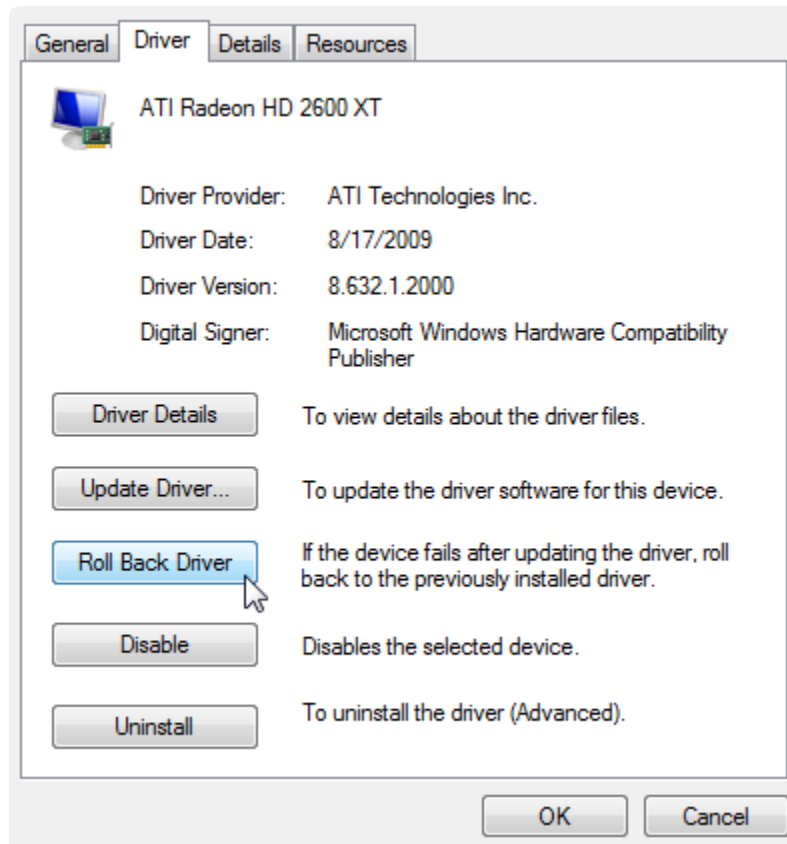 General Driver Details Resources
ATI Radeon HD 2600 XT
Driver Provider: ATI Technologies Inc.
Driver Date: 8/17/2009
Driver Version: 8.632.1.2000
Digital Signer: Microsoft Windows Hardware Compatibility
Publisher
Driver Details To view details about the driver files.
Update Driver... To update the driver software for this device.
Roll Back Driver If the device fails after updating the driver, roll
back to the previously installed driver.
Disable Disables the selected device.
Uninstall To uninstall the driver (Advanced).
OK Cancel